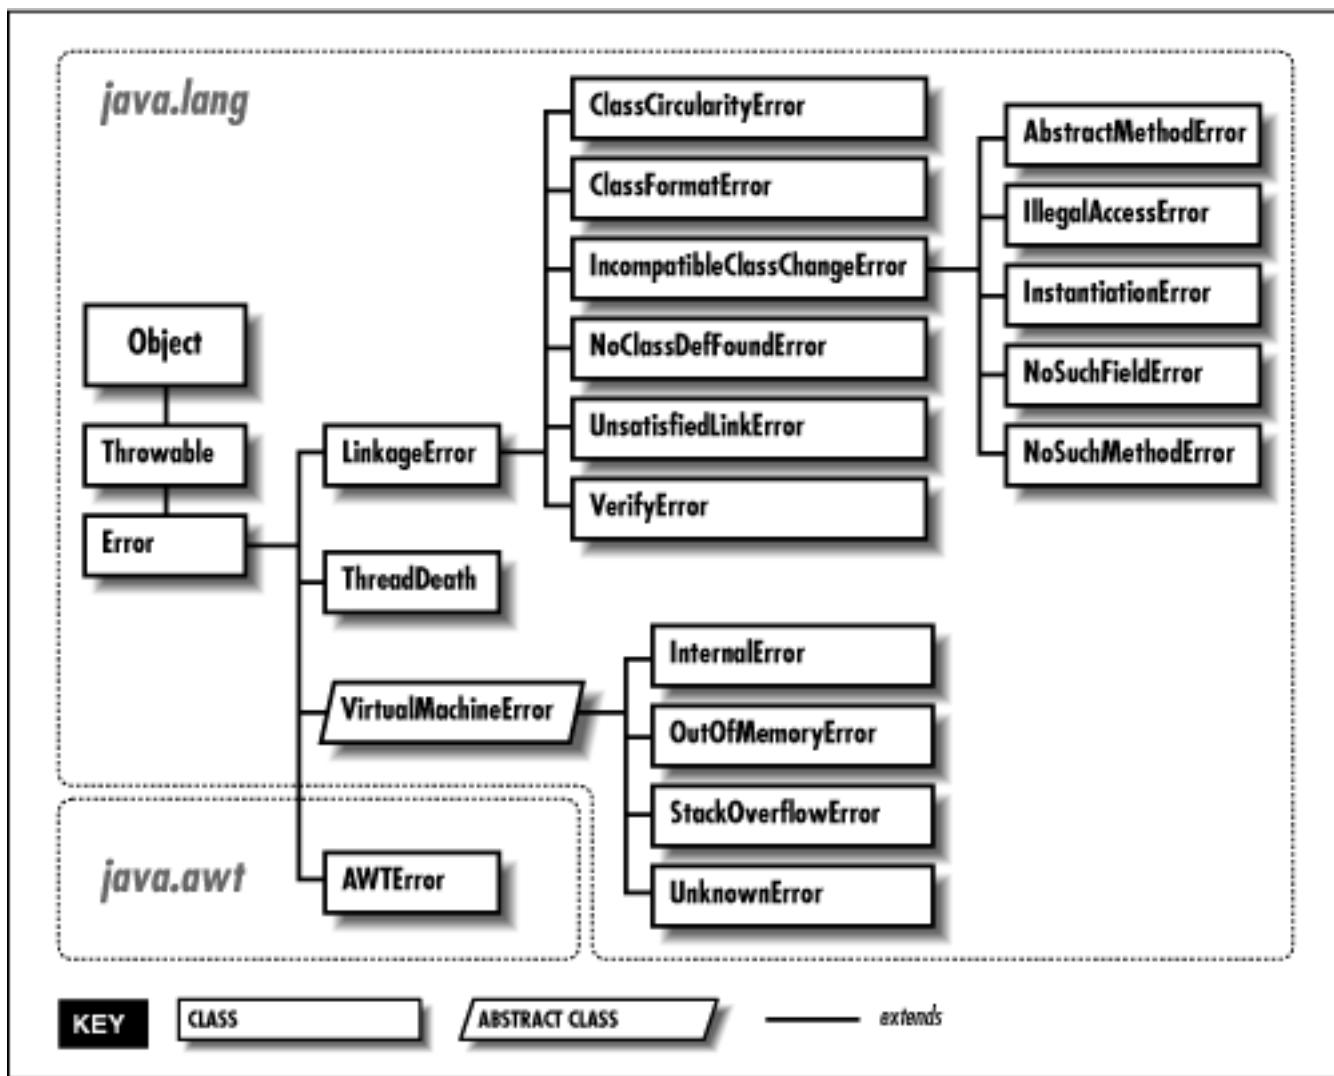 java.lang
ClassCircularityError
AbstractMethodError
ClassFormatError
IllegalAccessError
IncompatibleClassChangeError
InstantiationError
Object
NoClassDefFoundError
NoSuchFieldError
Throwable
LinkageError
UnsatisfiedLinkError
NoSuchMethodError
VerifyError
Error
ThreadDeath
InternalError
VirtualMachineError
OutOfMemoryError
StackOverflowError
java.awt
AWTError
UnknownError
KEY
CLASS
ABSTRACT CLASS
extends